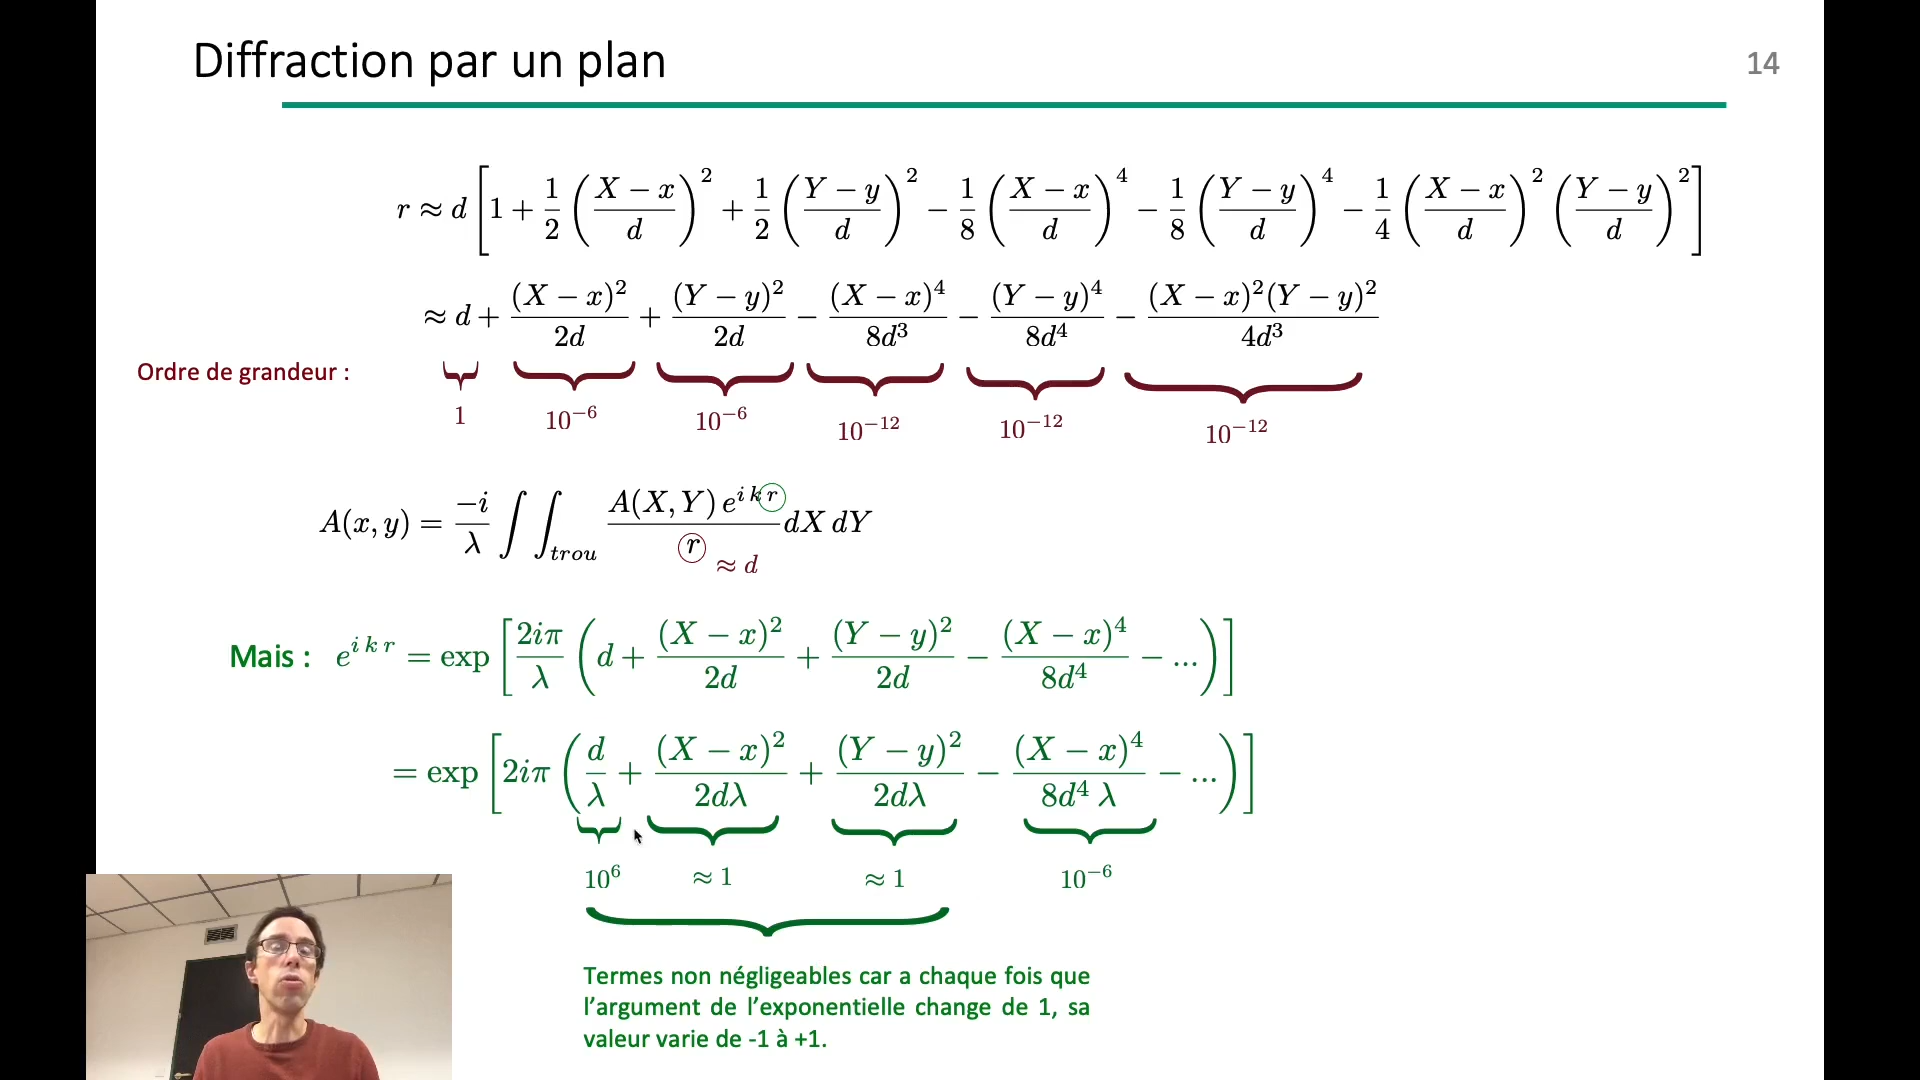 Diffraction par un plan
14
r ≈ d [1 + 1/2 ((X − x)/d)² + 1/2 ((Y − y)/d)² − 1/8 ((X − x)/d)⁴ − 1/8 ((Y − y)/d)⁴ − 1/4 ((X − x)/d)² ((Y − y)/d)²]
≈ d + (X − x)²/2d + (Y − y)²/2d − (X − x)⁴/8d³ − (Y − y)⁴/8d⁴ − (X − x)²(Y − y)²/4d³
Ordre de grandeur :
1 10⁻⁶ 10⁻⁶ 10⁻¹² 10⁻¹² 10⁻¹²
A(x, y) = −i/λ ∫∫_trou A(X, Y) e^{i k r}/r dX dY
≈ d
Mais : e^{i k r} = exp [2iπ/λ (d + (X − x)²/2d + (Y − y)²/2d − (X − x)⁴/8d⁴ − ...)]
= exp [2iπ (d/λ + (X − x)²/2dλ + (Y − y)²/2dλ − (X − x)⁴/8d⁴ λ − ...)]
10⁶ ≈ 1 ≈ 1 10⁻⁶
Termes non négligeables car a chaque fois que
l'argument de l'exponentielle change de 1, sa
valeur varie de -1 à +1.